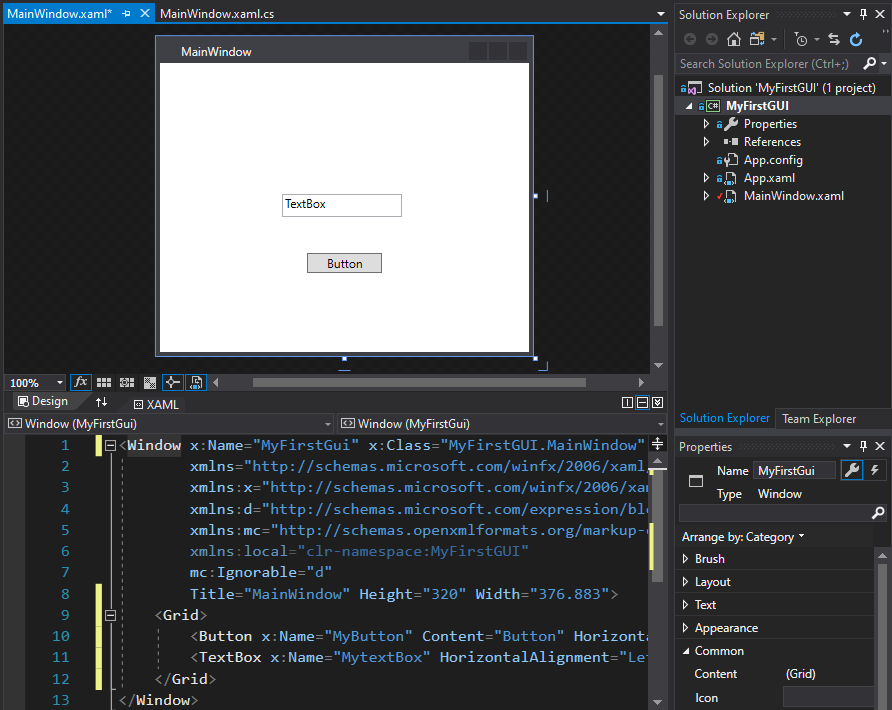 MainWindow.xaml*
MainWindow.xaml.cs
MainWindow
TextBox
Button
100%
fx
Design
XAML
Window (MyFirstGui)
Window (MyFirstGui)
1 <Window x:Name="MyFirstGui" x:Class="MyFirstGUI.MainWindow"
2 xmlns="http://schemas.microsoft.com/winfx/2006/xaml
3 xmlns:x="http://schemas.microsoft.com/winfx/2006/xam
4 xmlns:d="http://schemas.microsoft.com/expression/ble
5 xmlns:mc="http://schemas.openxmlformats.org/markup-c
6 xmlns:local="clr-namespace:MyFirstGUI"
7 mc:Ignorable="d"
8 Title="MainWindow" Height="320" Width="376.883">
9 <Grid>
10 <Button x:Name="MyButton" Content="Button" Horizonta
11 <TextBox x:Name="MytextBox" HorizontalAlignment="Lef
12 </Grid>
13 </Window>
Solution Explorer
Search Solution Explorer (Ctrl+;)
Solution 'MyFirstGUI' (1 project)
C# MyFirstGUI
Properties
References
App.config
App.xaml
MainWindow.xaml
Solution Explorer
Team Explorer
Properties
Name MyFirstGui
Type Window
Arrange by: Category
Brush
Layout
Text
Appearance
Common
Content (Grid)
Icon